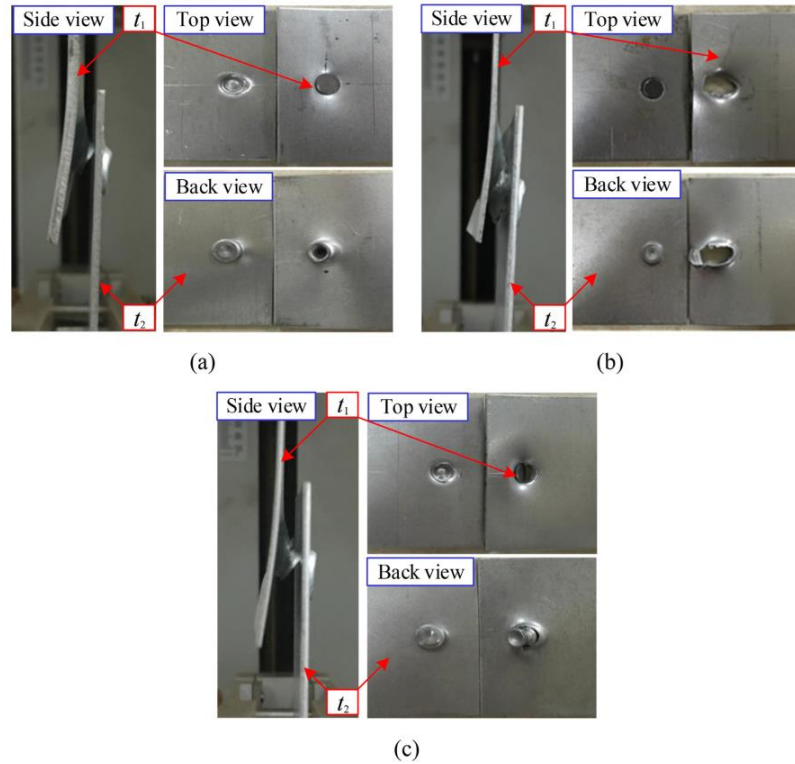 Side view
t₁
Top view
Back view
t₂
(a)
Side view
t₁
Top view
Back view
t₂
(b)
Side view
t₁
Top view
Back view
t₂
(c)